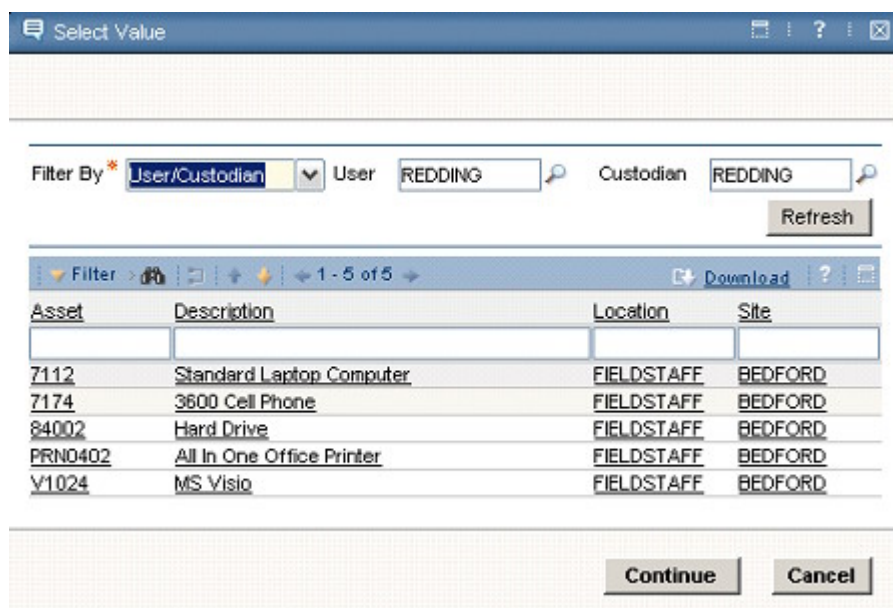 Select Value ?
Filter By * User/Custodian User REDDING Custodian REDDING
Refresh
Filter > 1 - 5 of 5 Download ?
Asset Description Location Site
7112 Standard Laptop Computer FIELDSTAFF BEDFORD
7174 3600 Cell Phone FIELDSTAFF BEDFORD
84002 Hard Drive FIELDSTAFF BEDFORD
PRN0402 All In One Office Printer FIELDSTAFF BEDFORD
V1024 MS Visio FIELDSTAFF BEDFORD
Continue Cancel